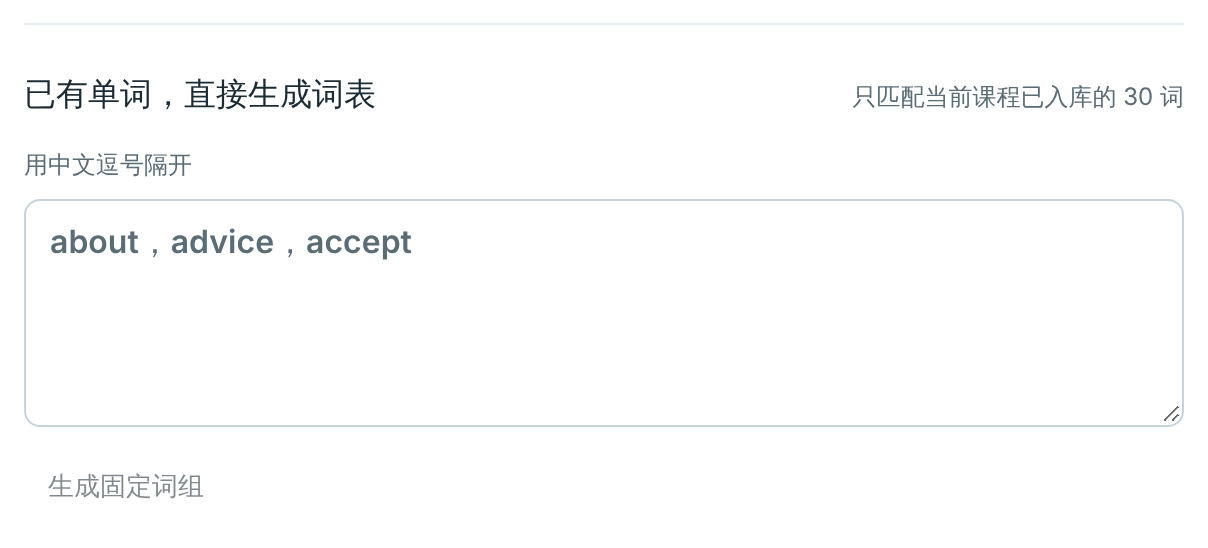 已有单词，直接生成词表
只匹配当前课程已入库的 30 词
用中文逗号隔开
about，advice，accept
生成固定词组